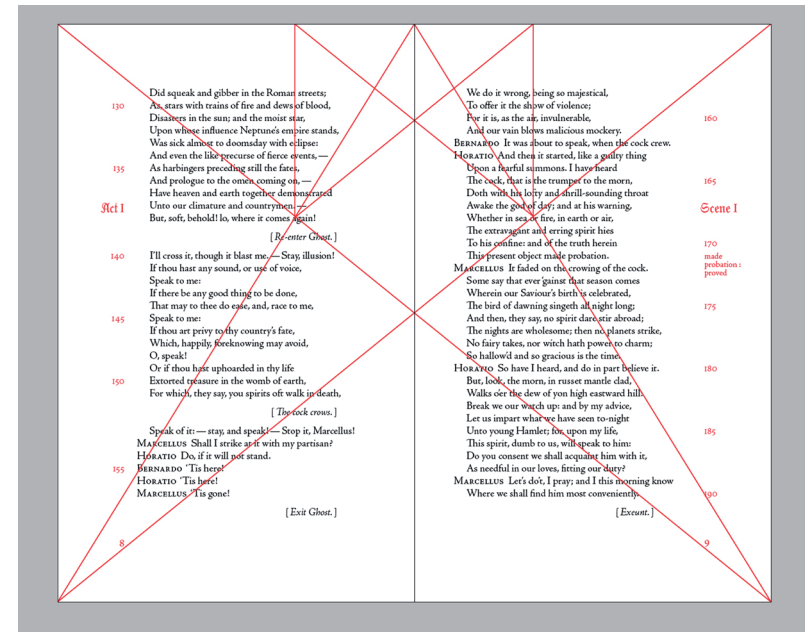 Did squeak and gibber in the Roman streets;
130 As, stars with trains of fire and dews of blood,
Disasters in the sun; and the moist star,
Upon whose influence Neptune's empire stands,
Was sick almost to doomsday with eclipse:
And even the like precurse of fierce events, —
135 As harbingers preceding still the fates,
And prologue to the omen coming on, —
Have heaven and earth together demonstrated
Act I Unto our climature and countrymen. —
But, soft, behold! lo, where it comes again!
[ Re-enter Ghost. ]
140 I'll cross it, though it blast me. — Stay, illusion!
If thou hast any sound, or use of voice,
Speak to me:
If there be any good thing to be done,
That may to thee do ease, and, race to me,
145 Speak to me:
If thou art privy to thy country's fate,
Which, happily, foreknowing may avoid,
O, speak!
Or if thou hast uphoarded in thy life
150 Extorted treasure in the womb of earth,
For which, they say, you spirits oft walk in death,
[ The cock crows. ]
Speak of it: — stay, and speak! — Stop it, Marcellus!
Marcellus Shall I strike at it with my partisan?
Horatio Do, if it will not stand.
155 Bernardo 'Tis here!
Horatio 'Tis here!
Marcellus 'Tis gone!
[ Exit Ghost. ]
8
We do it wrong, being so majestical,
To offer it the show of violence;
For it is, as the air, invulnerable, 160
And our vain blows malicious mockery.
Bernardo It was about to speak, when the cock crew.
Horatio And then it started, like a guilty thing
Upon a fearful summons. I have heard
The cock, that is the trumpet to the morn, 165
Doth with his lofty and shrill-sounding throat
Awake the god of day; and at his warning, Scene I
Whether in sea or fire, in earth or air,
The extravagant and erring spirit hies
To his confine: and of the truth herein 170
This present object made probation. made
probation :
proved
Marcellus It faded on the crowing of the cock.
Some say that ever 'gainst that season comes
Wherein our Saviour's birth is celebrated,
The bird of dawning singeth all night long; 175
And then, they say, no spirit dare stir abroad;
The nights are wholesome; then no planets strike,
No fairy takes, nor witch hath power to charm;
So hallow'd and so gracious is the time.
Horatio So have I heard, and do in part believe it. 180
But, look, the morn, in russet mantle clad,
Walks o'er the dew of yon high eastward hill:
Break we our watch up: and by my advice,
Let us impart what we have seen to-night
Unto young Hamlet; for, upon my life, 185
This spirit, dumb to us, will speak to him:
Do you consent we shall acquaint him with it,
As needful in our loves, fitting our duty?
Marcellus Let's do't, I pray; and I this morning know
Where we shall find him most conveniently. 190
[ Exeunt. ]
9